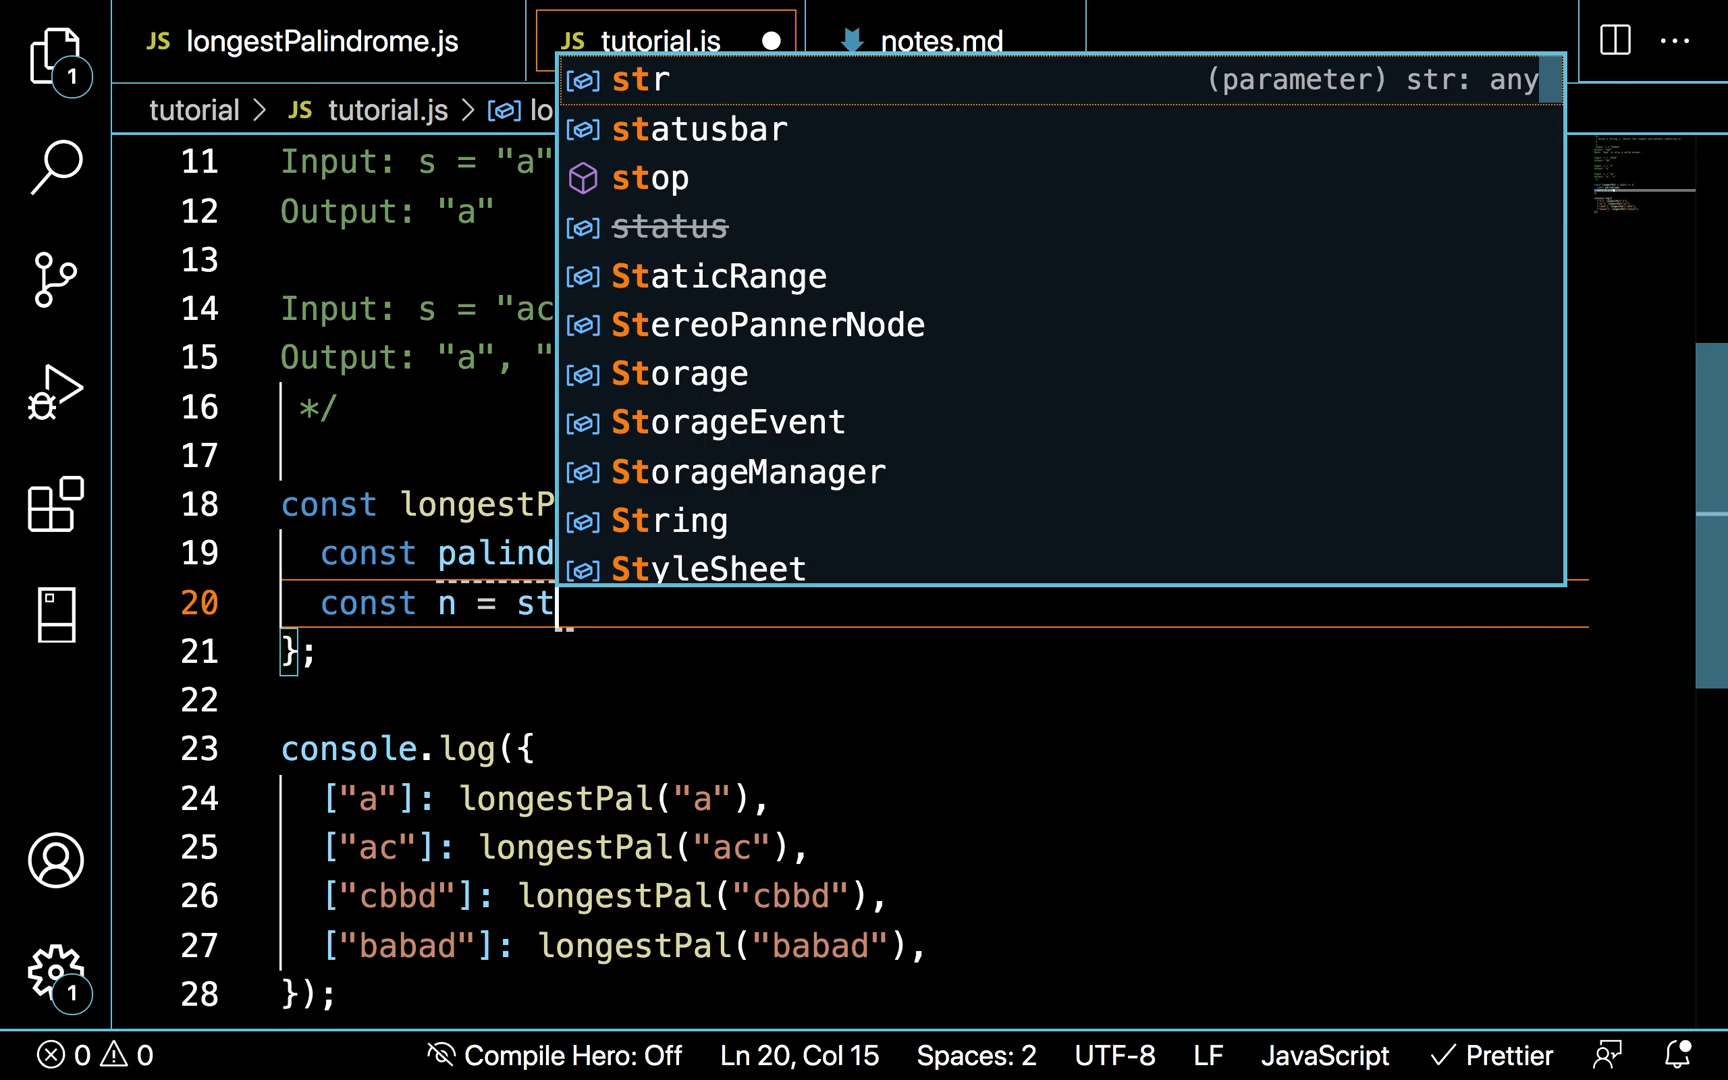 JS longestPalindrome.js
JS tutorial.js
notes.md
1
tutorial > JS tutorial.js > lo
str (parameter) str: any
statusbar
stop
status
StaticRange
StereoPannerNode
Storage
StorageEvent
StorageManager
String
StyleSheet
11 Input: s = "a"
12 Output: "a"
13
14 Input: s = "ac
15 Output: "a", "
16 */
17
18 const longestP
19 const palind
20 const n = st
21 };
22
23 console.log({
24 ["a"]: longestPal("a"),
25 ["ac"]: longestPal("ac"),
26 ["cbbd"]: longestPal("cbbd"),
27 ["babad"]: longestPal("babad"),
28 });
1
0 0 Compile Hero: Off Ln 20, Col 15 Spaces: 2 UTF-8 LF JavaScript Prettier